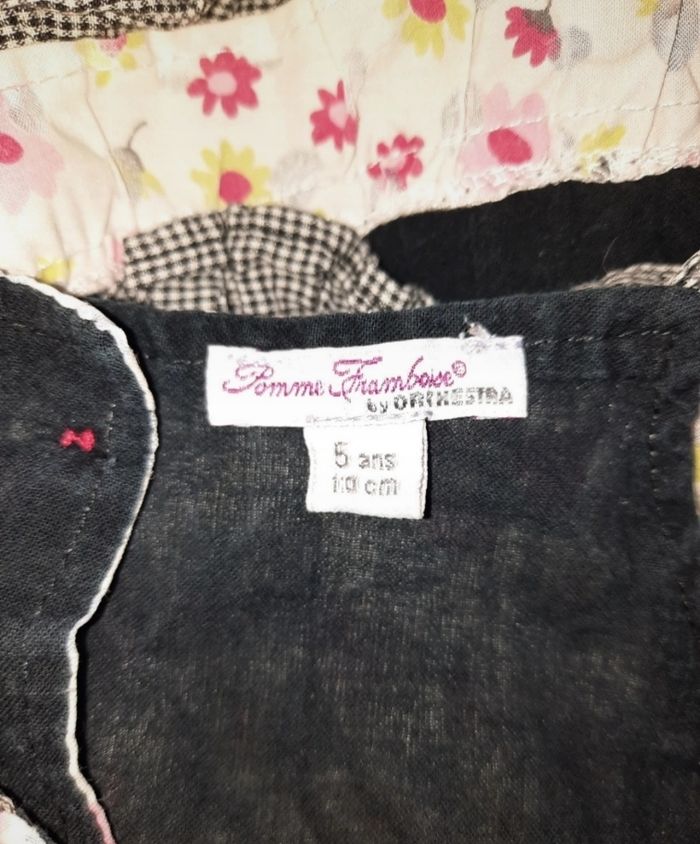 Pomme Framboise©
by ORCHESTRA
5 ans
110 cm